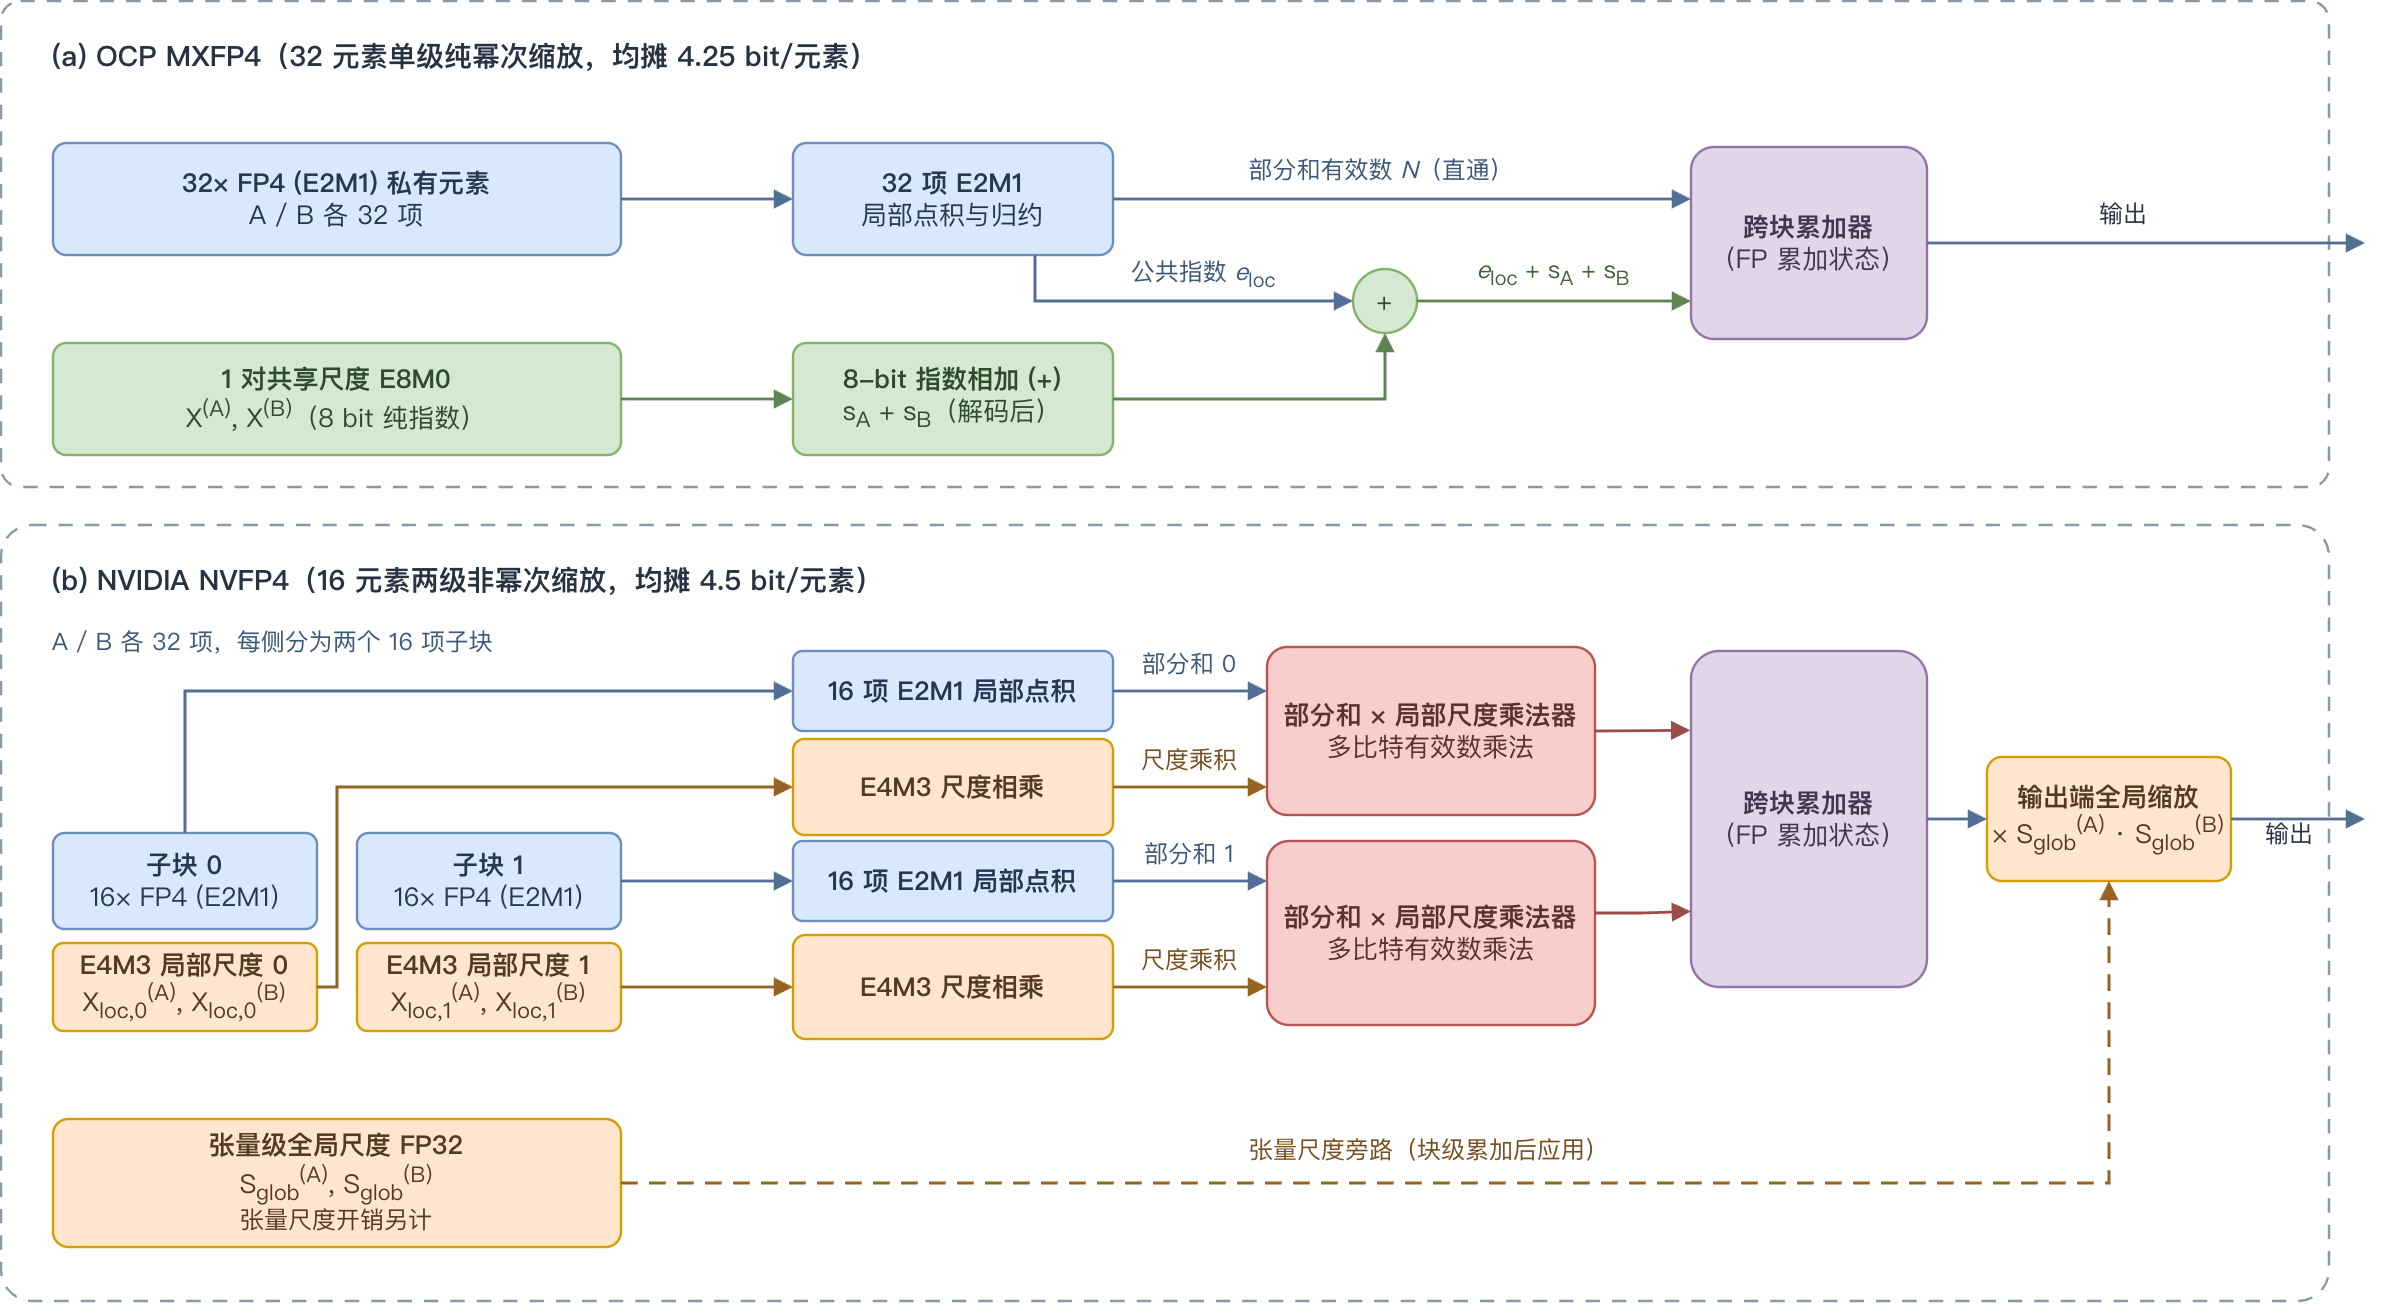 (a) OCP MXFP4（32 元素单级纯幂次缩放，均摊 4.25 bit/元素）
32× FP4 (E2M1) 私有元素
A / B 各 32 项
32 项 E2M1
局部点积与归约
部分和有效数 N（直通）
跨块累加器
（FP 累加状态）
输出
公共指数 e_loc
+
e_loc + s_A + s_B
1 对共享尺度 E8M0
X^(A), X^(B)（8 bit 纯指数）
8-bit 指数相加 (+)
s_A + s_B（解码后）
(b) NVIDIA NVFP4（16 元素两级非幂次缩放，均摊 4.5 bit/元素）
A / B 各 32 项，每侧分为两个 16 项子块
16 项 E2M1 局部点积
部分和 0
部分和 × 局部尺度乘法器
多比特有效数乘法
E4M3 尺度相乘
尺度乘积
子块 0
16× FP4 (E2M1)
子块 1
16× FP4 (E2M1)
16 项 E2M1 局部点积
部分和 1
部分和 × 局部尺度乘法器
多比特有效数乘法
跨块累加器
（FP 累加状态）
输出端全局缩放
× S_glob^(A) · S_glob^(B)
输出
E4M3 局部尺度 0
X_loc,0^(A), X_loc,0^(B)
E4M3 局部尺度 1
X_loc,1^(A), X_loc,1^(B)
E4M3 尺度相乘
尺度乘积
张量级全局尺度 FP32
S_glob^(A), S_glob^(B)
张量尺度开销另计
张量尺度旁路（块级累加后应用）